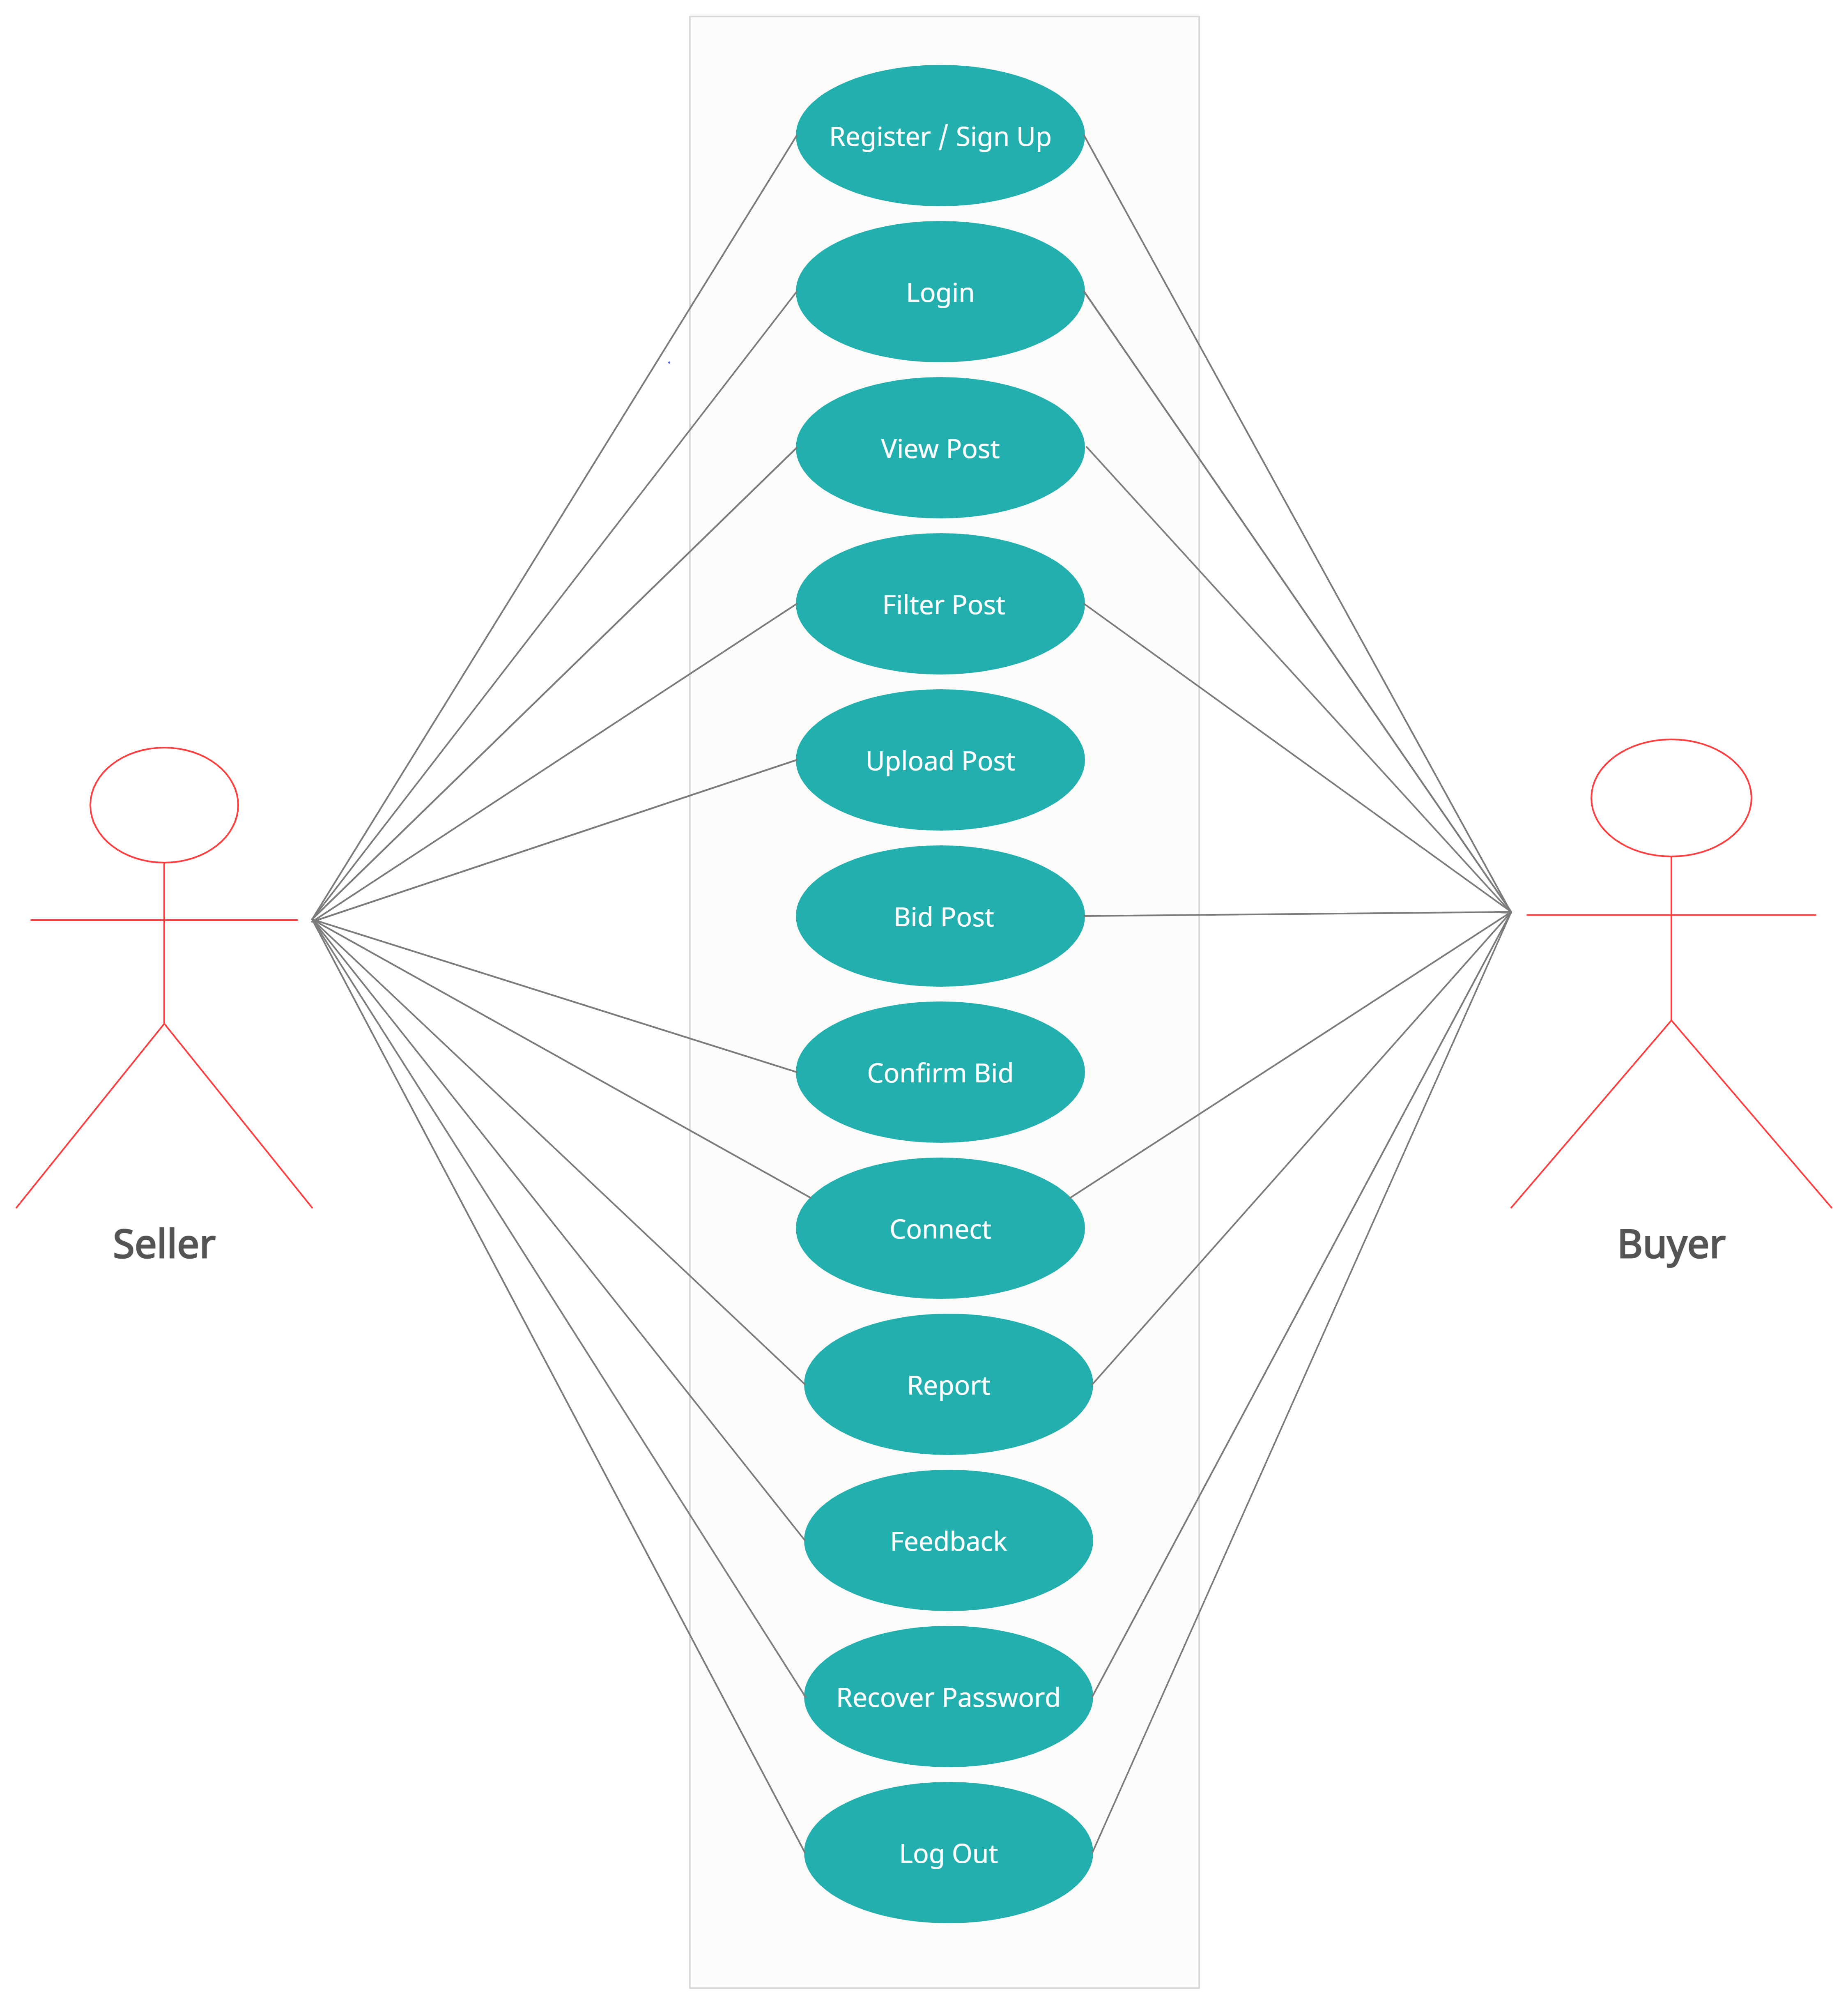 Register / Sign Up
Login
View Post
Filter Post
Upload Post
Bid Post
Confirm Bid
Connect
Seller
Buyer
Report
Feedback
Recover Password
Log Out